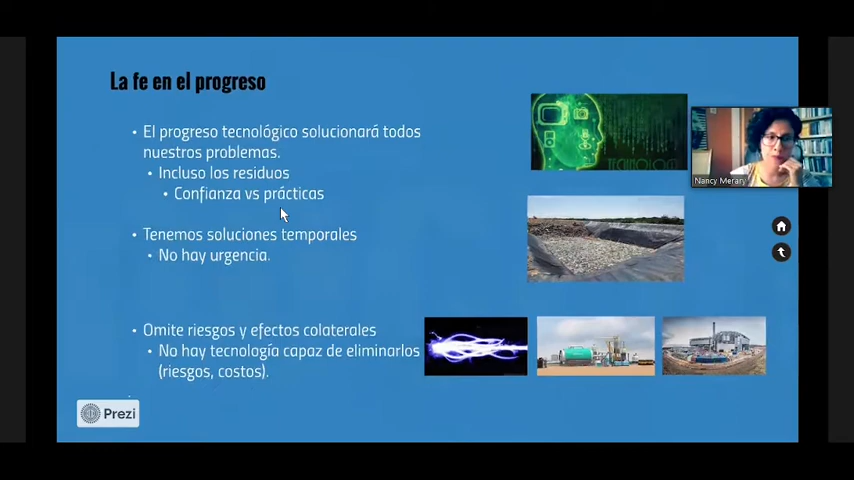 La fe en el progreso
• El progreso tecnológico solucionará todos
nuestros problemas.
• Incluso los residuos
• Confianza vs prácticas
• Tenemos soluciones temporales
• No hay urgencia.
• Omite riesgos y efectos colaterales
• No hay tecnología capaz de eliminarlos
(riesgos, costos).
TECHNOLOGY
Nancy Merary
Prezi